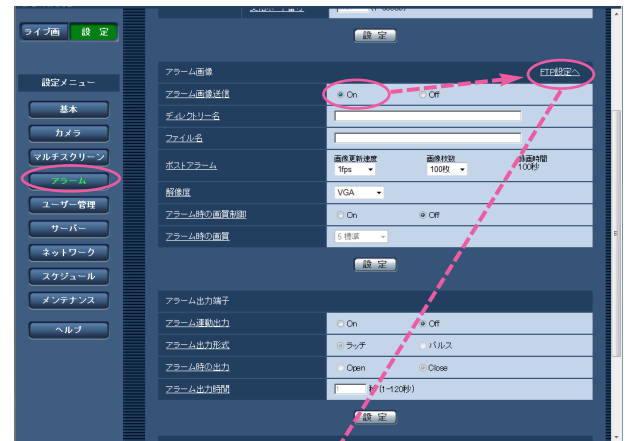 ライブ画 設 定
設 定
設定メニュー
基本
カメラ
マルチスクリーン
アラーム
ユーザー管理
サーバー
ネットワーク
スケジュール
メンテナンス
ヘルプ
アラーム画像 FTP設定へ
アラーム画像送信 On Off
ディレクトリー名
ファイル名
ポストアラーム 画像更新速度 1fps 画像枚数 100枚 録画時間 100秒
解像度 VGA
アラーム時の画質制御 On Off
アラーム時の画質 5 標準
設 定
アラーム出力端子
アラーム連動出力 On Off
アラーム出力形式 ラッチ パルス
アラーム時の出力 Open Close
アラーム出力時間 1 秒(1-120秒)
設 定